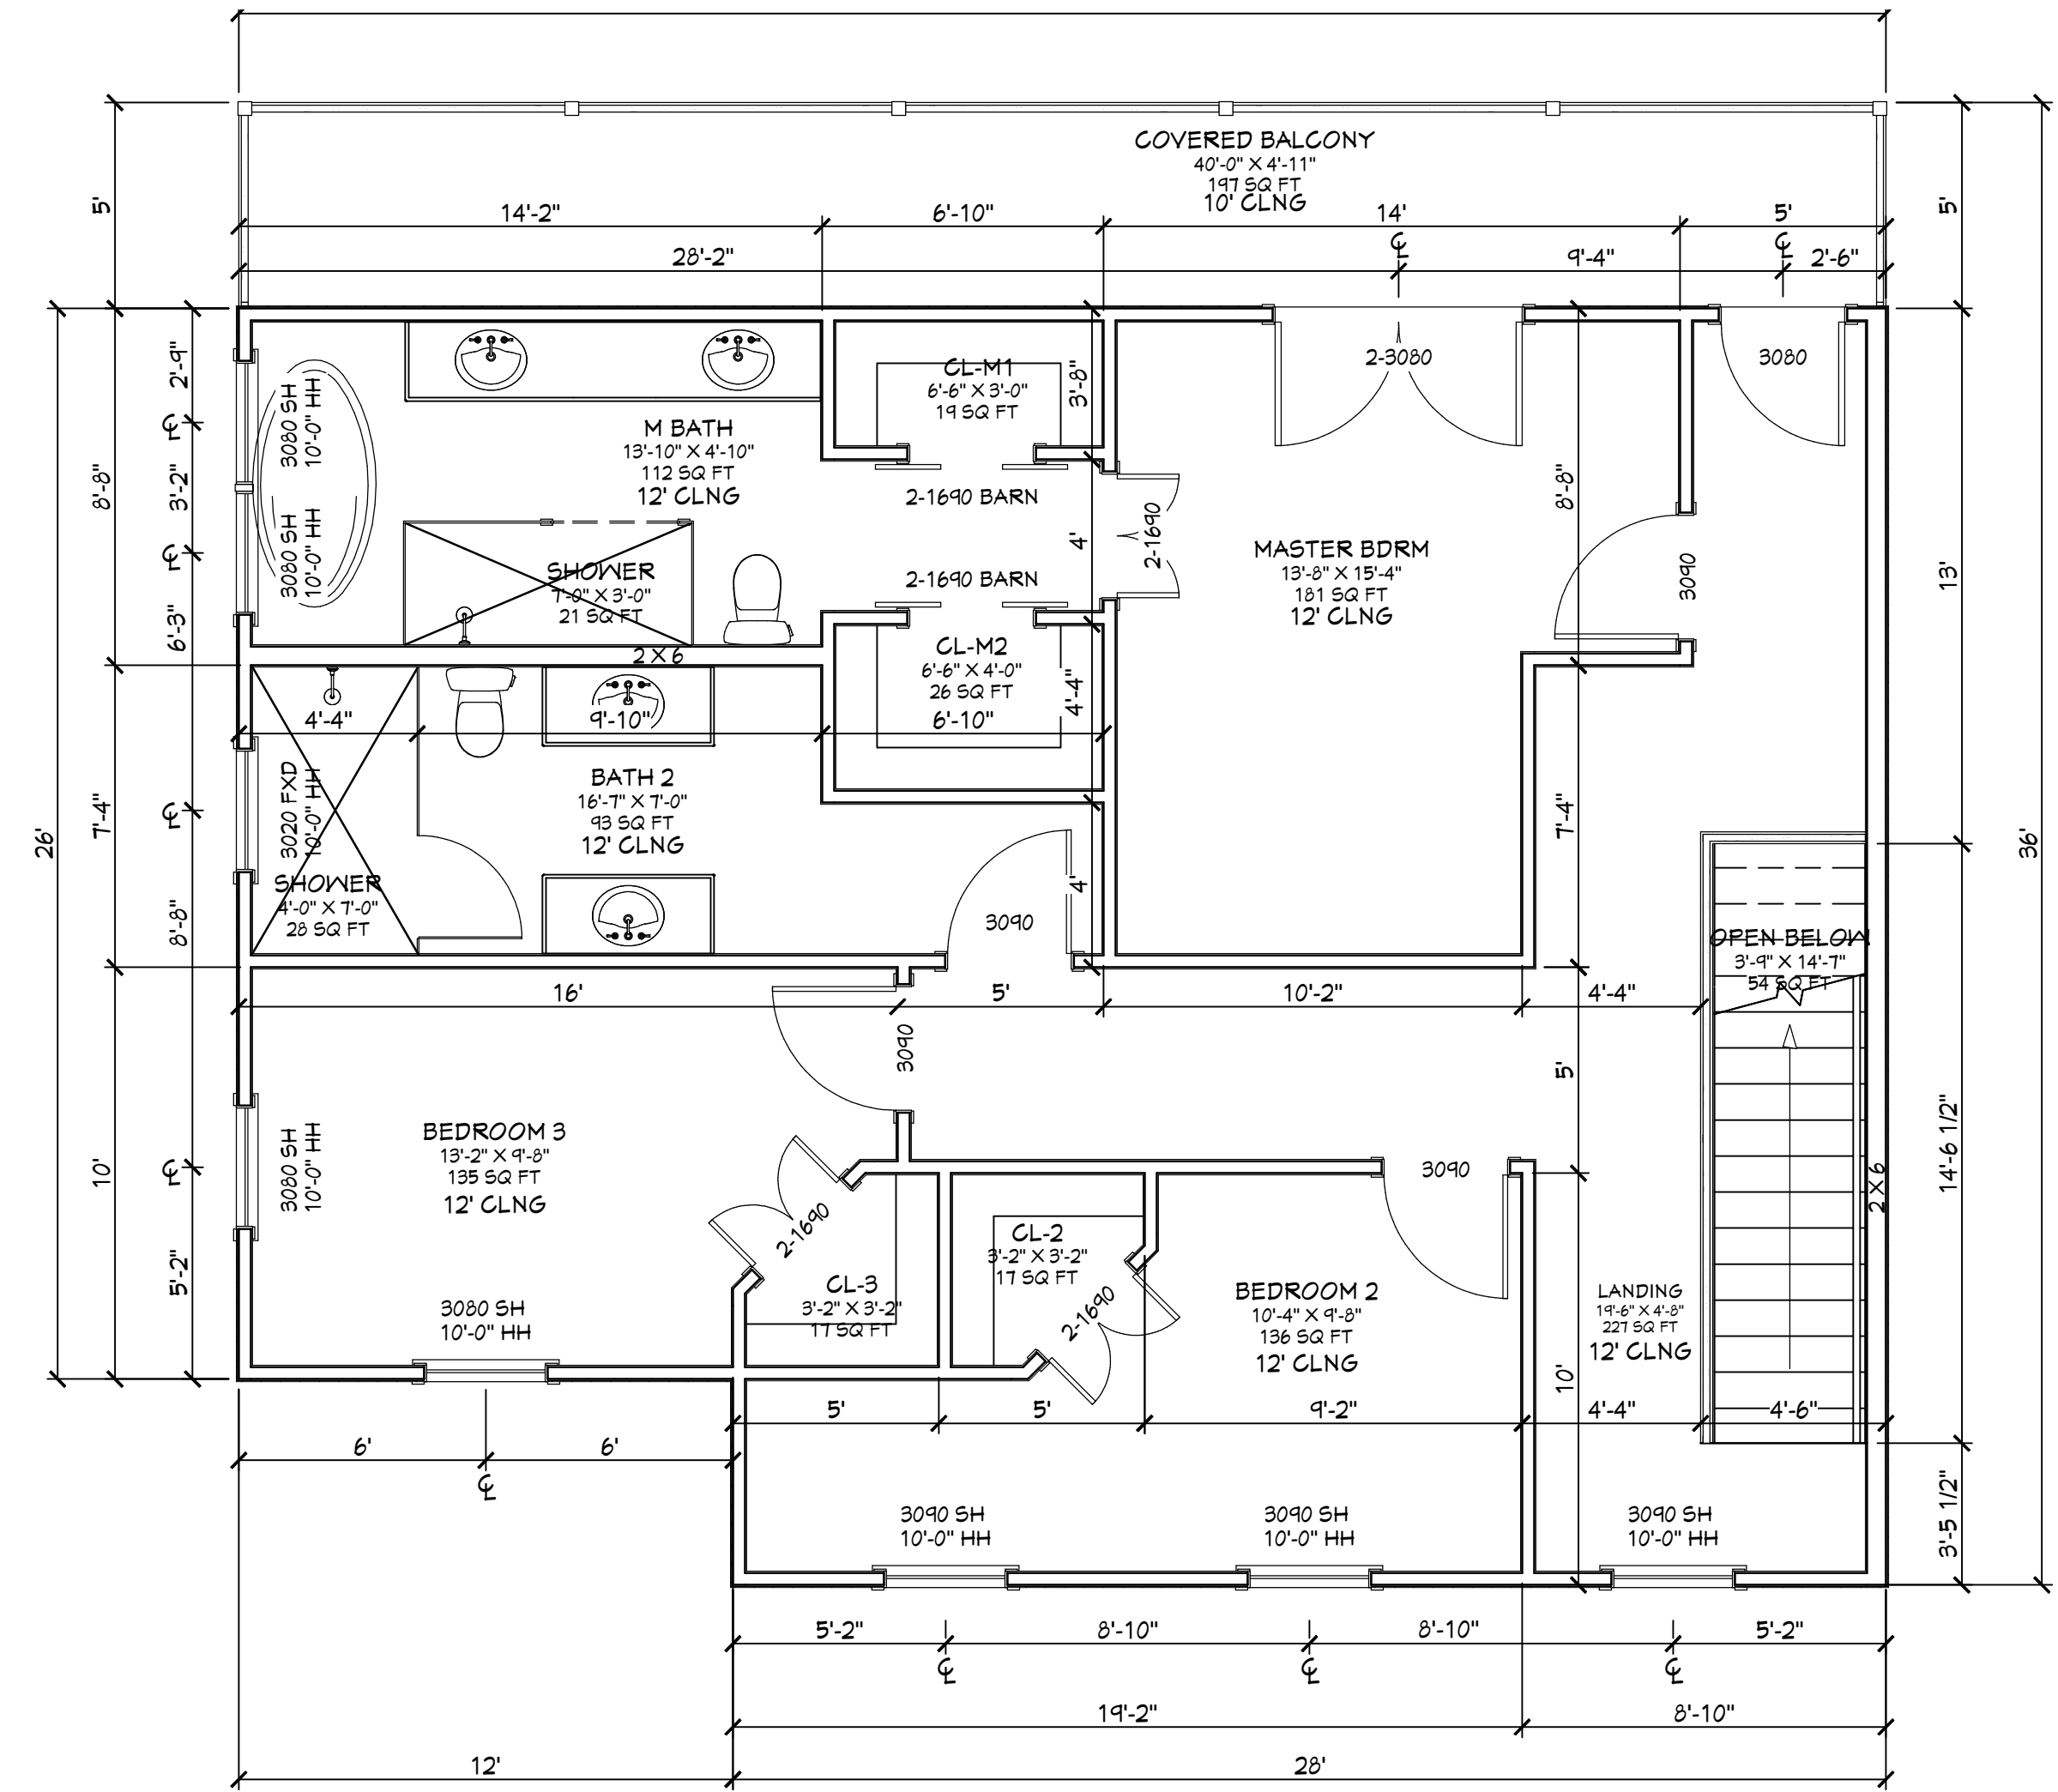 COVERED BALCONY
40'-0" X 4'-11"
197 SQ FT
10' CLNG
5'
5'
14'-2"
6'-10"
14'
5'
28'-2"
℄
9'-4"
℄
2'-6"
2-3080
3080
2'-9"
℄
3'-2"
℄
6'-3"
8'-8"
3080 SH
10'-0" HH
3080 SH
10'-0" HH
M BATH
13'-10" X 4'-10"
112 SQ FT
12' CLNG
CL-M1
6'-6" X 3'-0"
19 SQ FT
3'-8"
2-1690 BARN
4'
2-1690
2-1690 BARN
SHOWER
7'-0" X 3'-0"
21 SQ FT
MASTER BDRM
13'-8" X 15'-4"
181 SQ FT
12' CLNG
8'-8"
3090
13'
2 X 6
CL-M2
6'-6" X 4'-0"
26 SQ FT
4'-4"
4'-4"
9'-10"
6'-10"
26'
7'-4"
℄
3020 FXD
10'-0" HH
BATH 2
16'-7" X 7'-0"
93 SQ FT
12' CLNG
7'-4"
36'
8'-8"
SHOWER
4'-0" X 7'-0"
28 SQ FT
4'
3090
OPEN BELOW
3'-9" X 14'-7"
54 SQ FT
16'
5'
10'-2"
4'-4"
3090
5'
10'
℄
3080 SH
10'-0" HH
BEDROOM 3
13'-2" X 9'-8"
135 SQ FT
12' CLNG
3090
14'-6 1/2"
2 X 6
2-1690
CL-2
3'-2" X 3'-2"
17 SQ FT
5'-2"
CL-3
3'-2" X 3'-2"
17 SQ FT
2-1690
BEDROOM 2
10'-4" X 9'-8"
136 SQ FT
12' CLNG
LANDING
19'-6" X 4'-8"
227 SQ FT
12' CLNG
3080 SH
10'-0" HH
10'
5'
5'
9'-2"
4'-4"
4'-6"
6'
6'
℄
3090 SH
10'-0" HH
3090 SH
10'-0" HH
3090 SH
10'-0" HH
3'-5 1/2"
5'-2"
8'-10"
8'-10"
5'-2"
℄
℄
℄
19'-2"
8'-10"
12'
28'